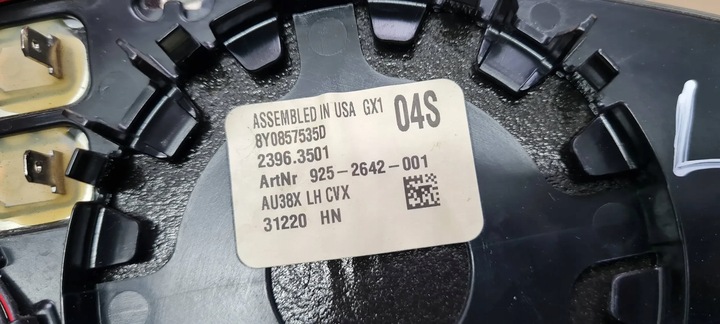 ASSEMBLED IN USA GX1 04S
8Y0857535D
2396.3501
ArtNr 925-2642-001
AU38X LH CVX
31220 HN
L